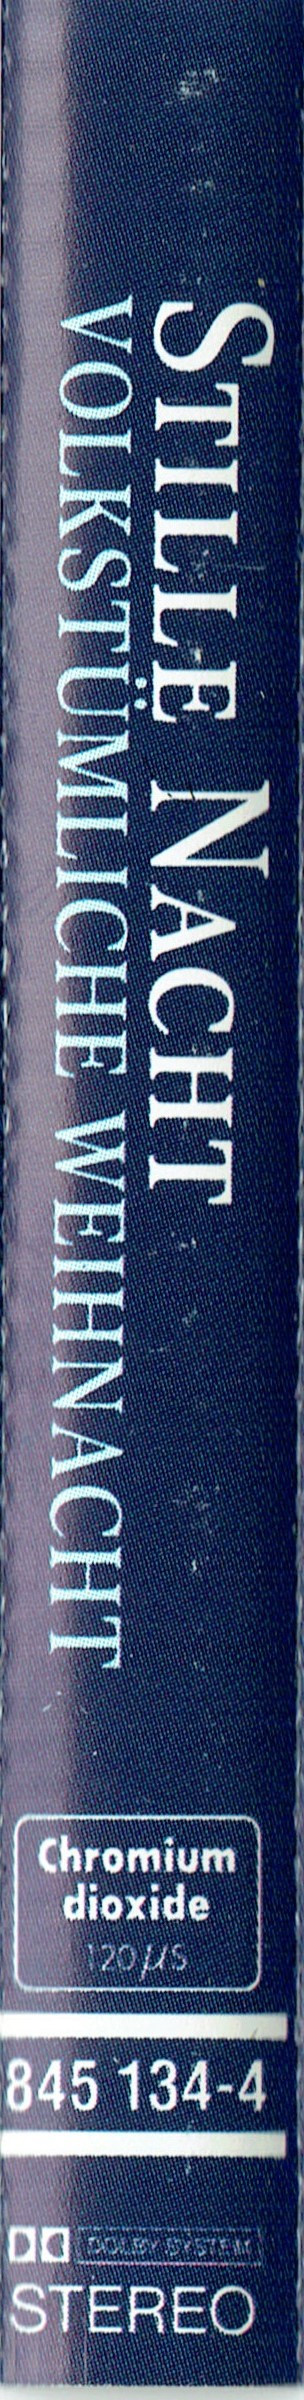 STILLE NACHT
VOLKSTÜMLICHE WEIHNACHT
Chromium
dioxide
120 µs
845 134-4
DOLBY SYSTEM
STEREO